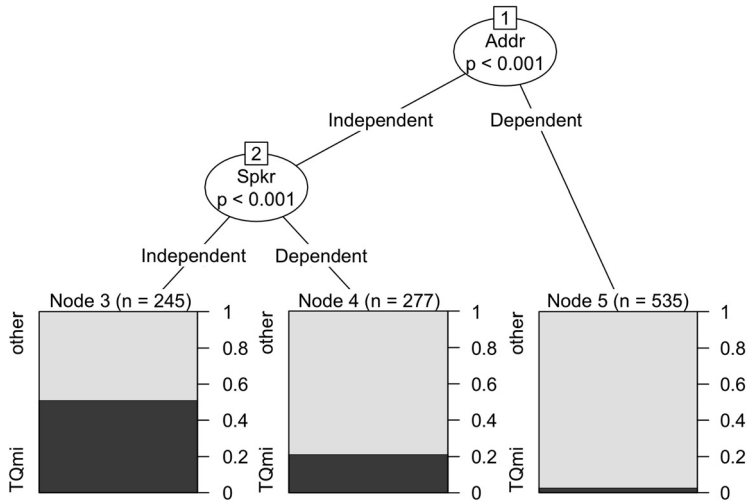 1
Addr
p < 0.001
Independent
Dependent
2
Spkr
p < 0.001
Independent
Dependent
Node 3 (n = 245)
other
TQmi
1
0.8
0.6
0.4
0.2
0
Node 4 (n = 277)
other
TQmi
1
0.8
0.6
0.4
0.2
0
Node 5 (n = 535)
other
TQmi
1
0.8
0.6
0.4
0.2
0